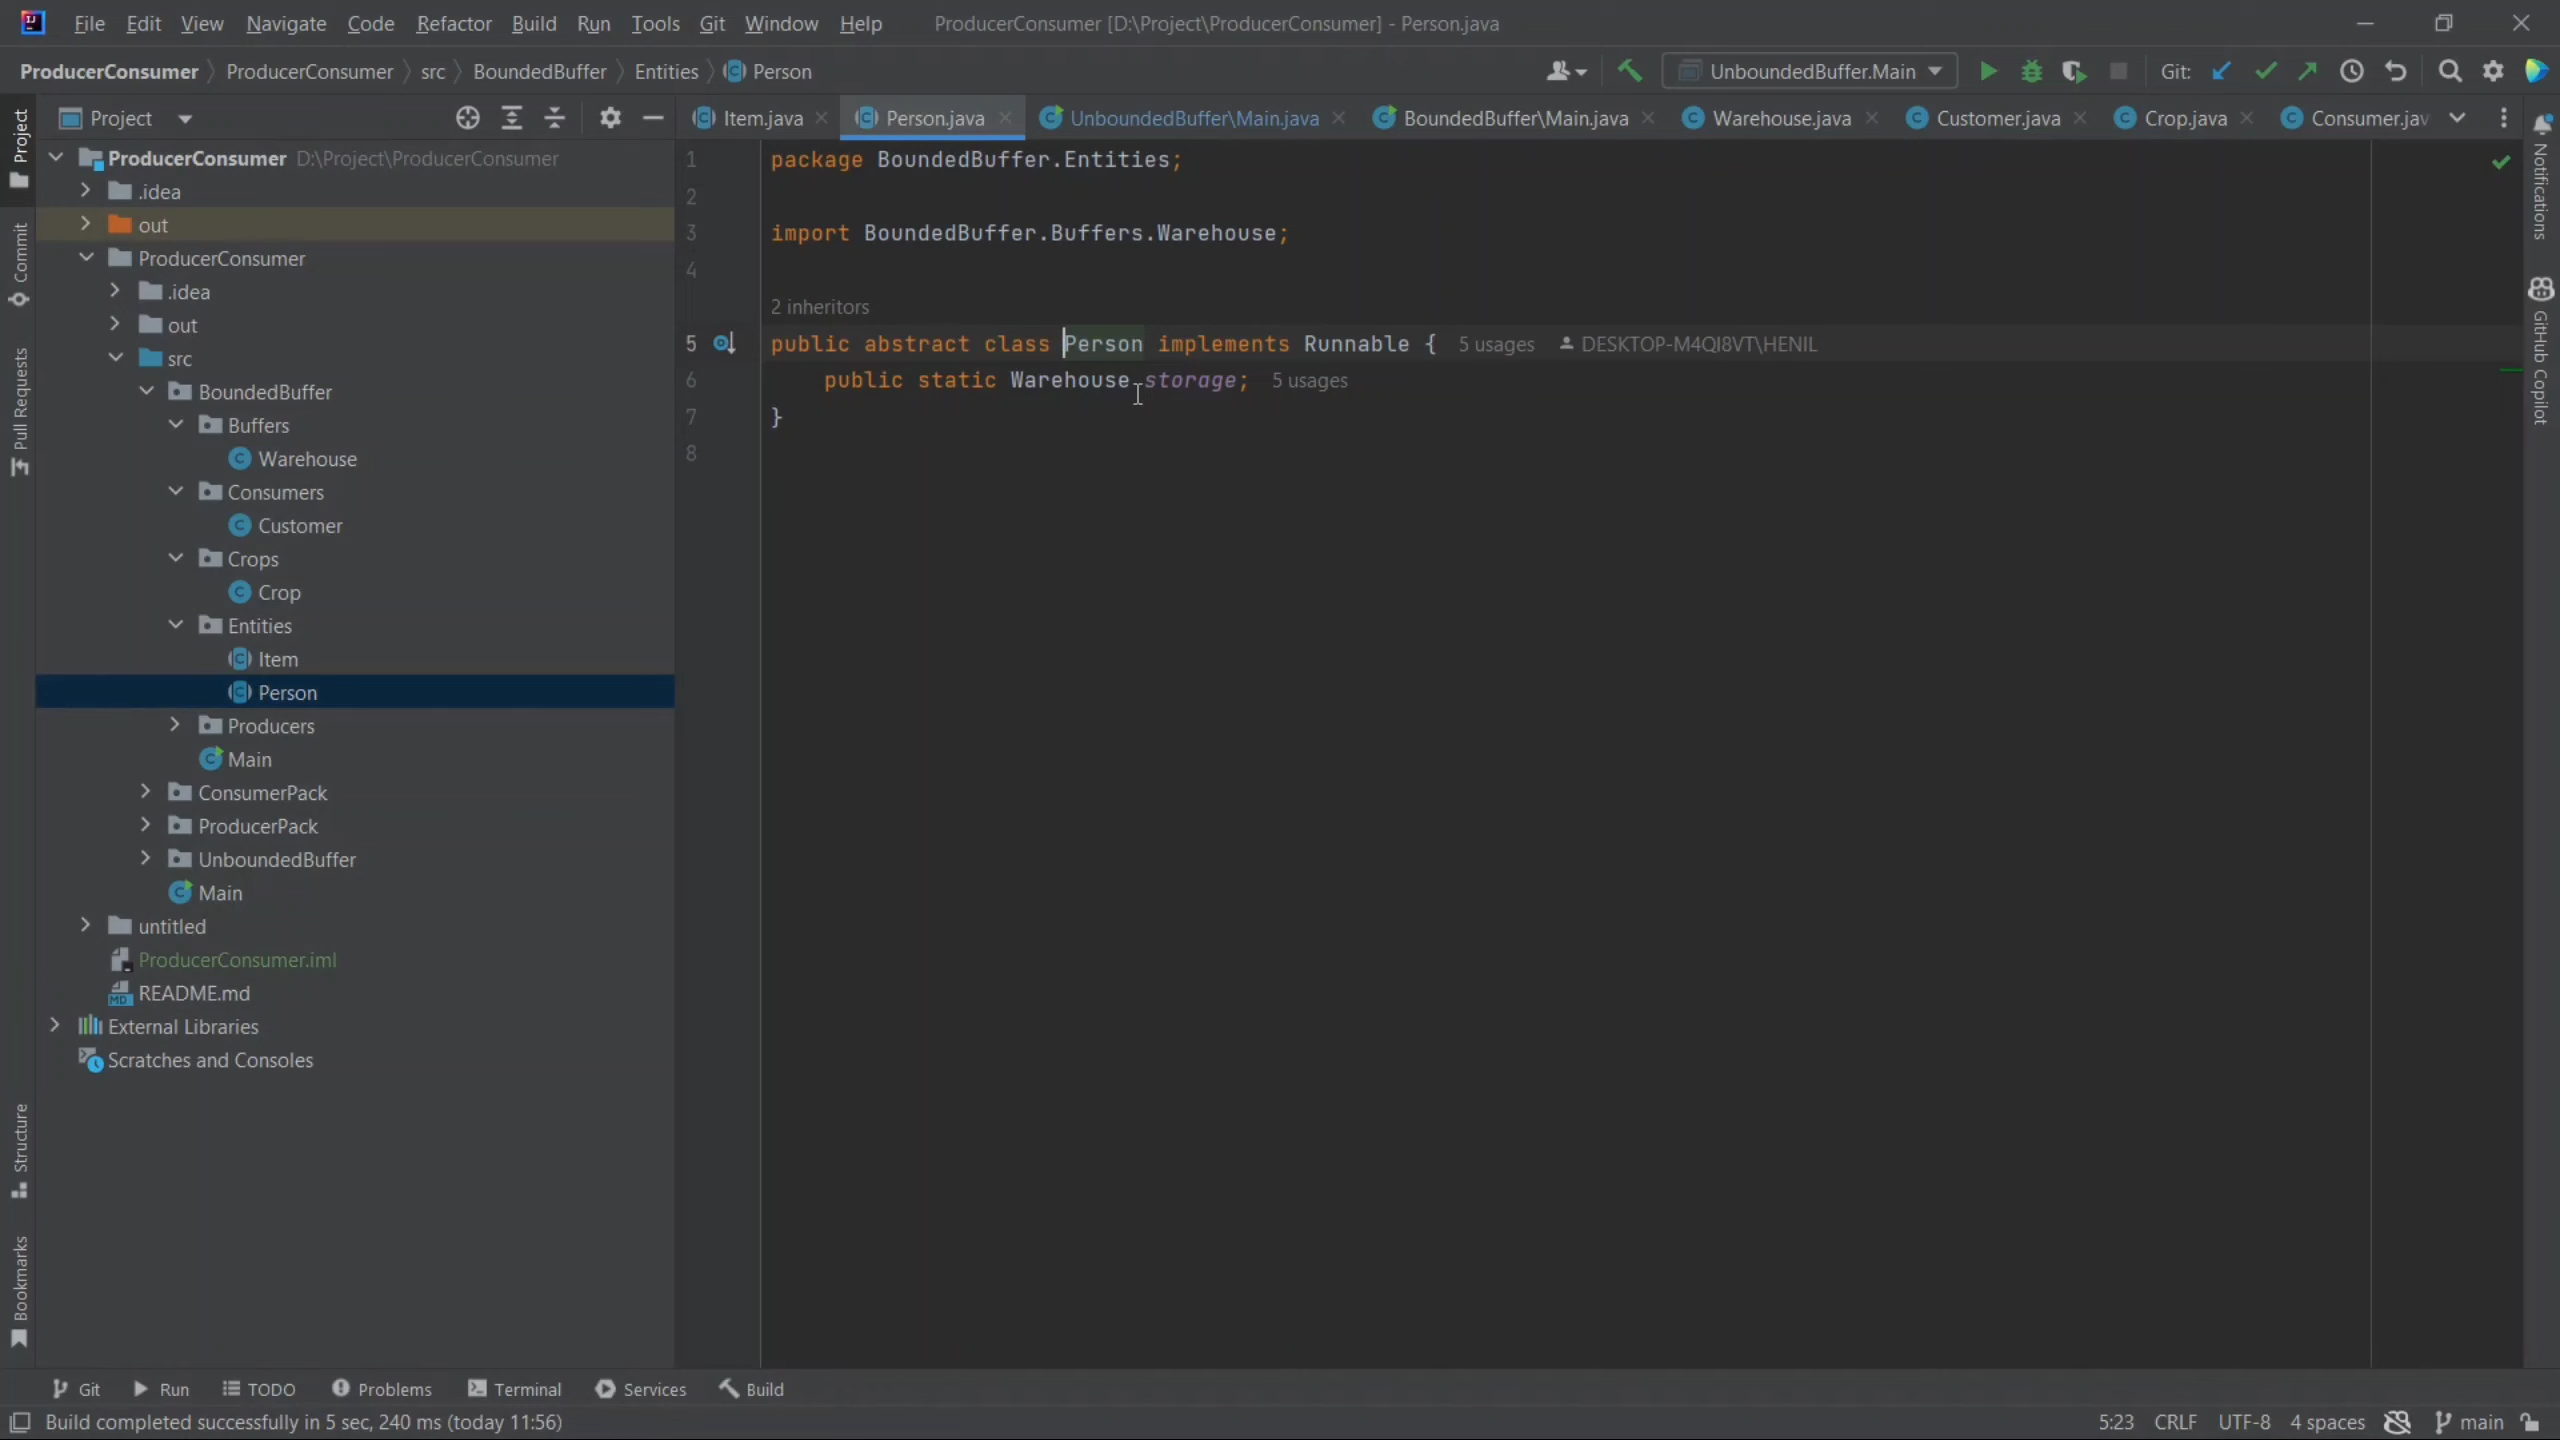 File Edit View Navigate Code Refactor Build Run Tools Git Window Help ProducerConsumer [D:\Project\ProducerConsumer] - Person.java
ProducerConsumer ProducerConsumer src BoundedBuffer Entities Person UnboundedBuffer.Main Git:
Project
Item.java Person.java UnboundedBuffer\Main.java BoundedBuffer\Main.java Warehouse.java Customer.java Crop.java Consumer.jav
Project
Commit
Pull Requests
Structure
Bookmarks
ProducerConsumer D:\Project\ProducerConsumer
.idea
out
ProducerConsumer
.idea
out
src
BoundedBuffer
Buffers
Warehouse
Consumers
Customer
Crops
Crop
Entities
Item
Person
Producers
Main
ConsumerPack
ProducerPack
UnboundedBuffer
Main
untitled
ProducerConsumer.iml
README.md
External Libraries
Scratches and Consoles
1 package BoundedBuffer.Entities;
2
3 import BoundedBuffer.Buffers.Warehouse;
4
2 inheritors
5 public abstract class Person implements Runnable { 5 usages DESKTOP-M4QI8VT\HENIL
6 public static Warehouse storage; 5 usages
7 }
8
Notifications
GitHub Copilot
Git Run TODO Problems Terminal Services Build
Build completed successfully in 5 sec, 240 ms (today 11:56) 5:23 CRLF UTF-8 4 spaces main